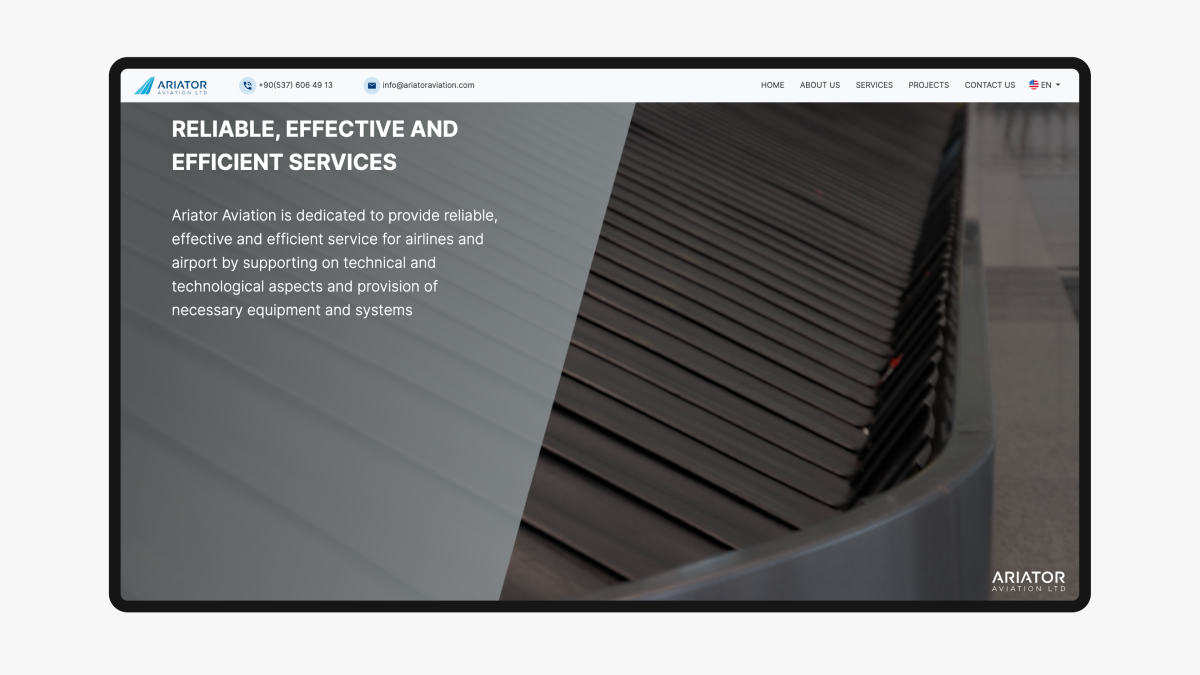 ARIATOR
AVIATION LTD
+90(537) 606 49 13
info@ariatoraviation.com
HOME
ABOUT US
SERVICES
PROJECTS
CONTACT US
EN
RELIABLE, EFFECTIVE AND
EFFICIENT SERVICES
Ariator Aviation is dedicated to provide reliable,
effective and efficient service for airlines and
airport by supporting on technical and
technological aspects and provision of
necessary equipment and systems
ARIATOR
AVIATION LTD